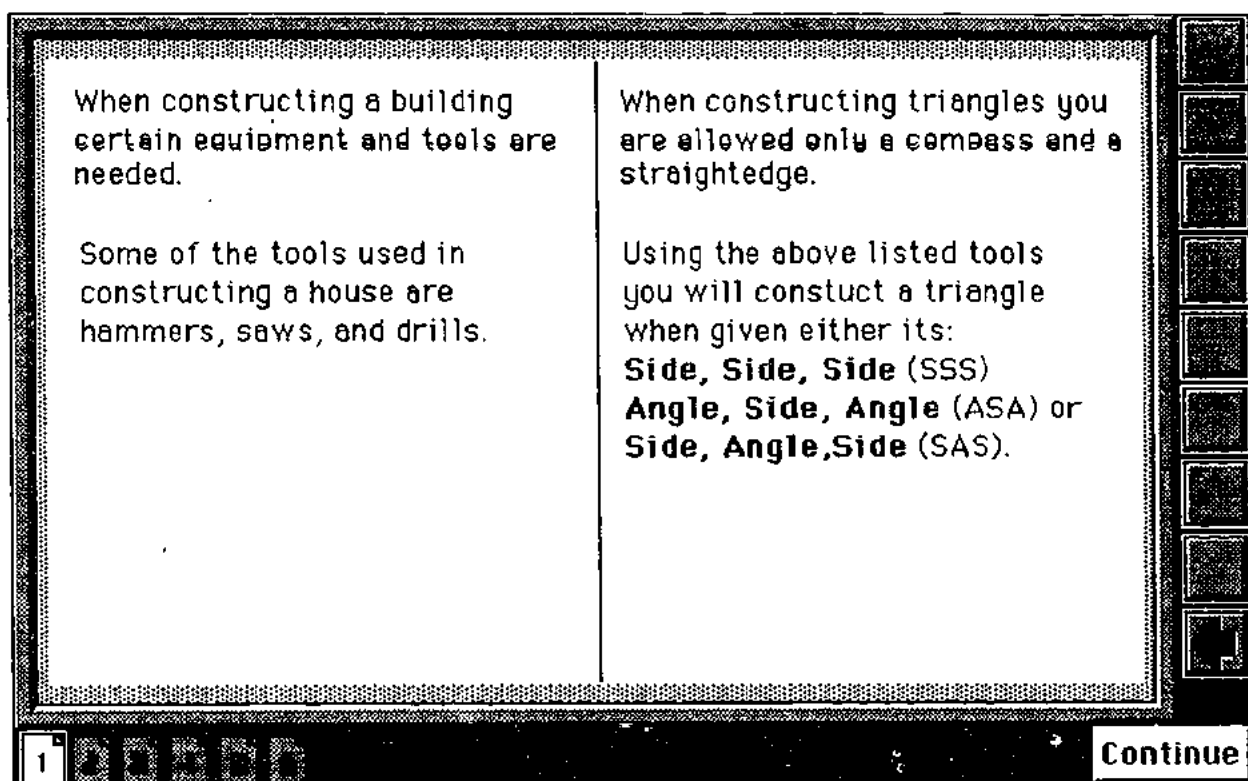 When constructing a building
certain equipment and tools are
needed.
Some of the tools used in
constructing a house are
hammers, saws, and drills.
When constructing triangles you
are allowed only a compass and a
straightedge.
Using the above listed tools
you will constuct a triangle
when given either its:
Side, Side, Side (SSS)
Angle, Side, Angle (ASA) or
Side, Angle,Side (SAS).
1
Continue